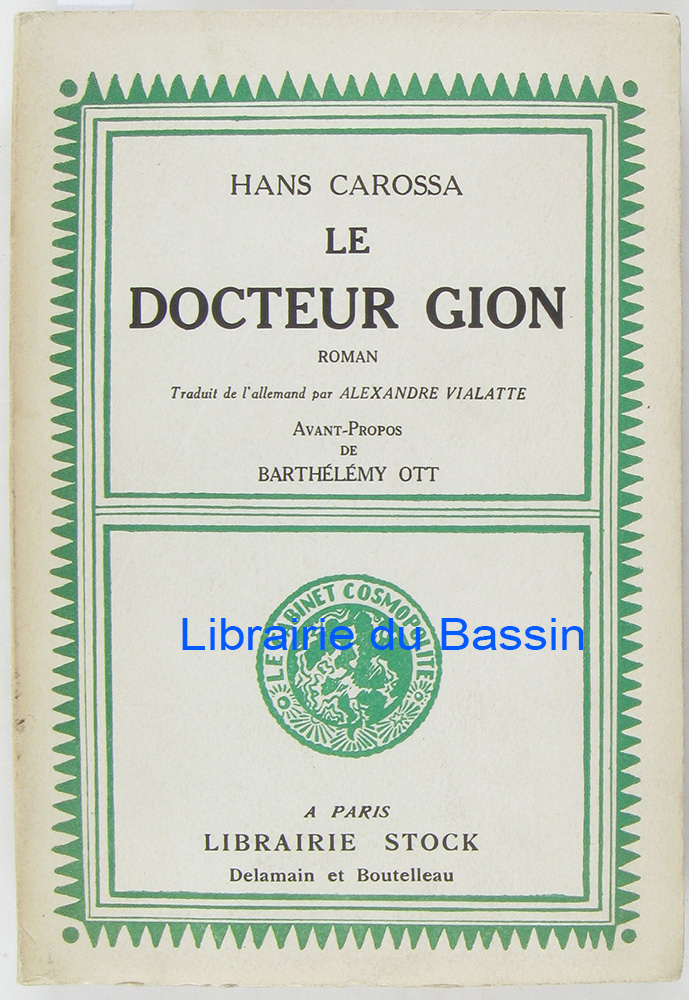 HANS CAROSSA
LE
DOCTEUR GION
ROMAN
Traduit de l'allemand par ALEXANDRE VIALATTE
AVANT-PROPOS
DE
BARTHÉLÉMY OTT
LE CABINET COSMOPOLITE
Librairie du Bassin
A PARIS
LIBRAIRIE STOCK
Delamain et Boutelleau